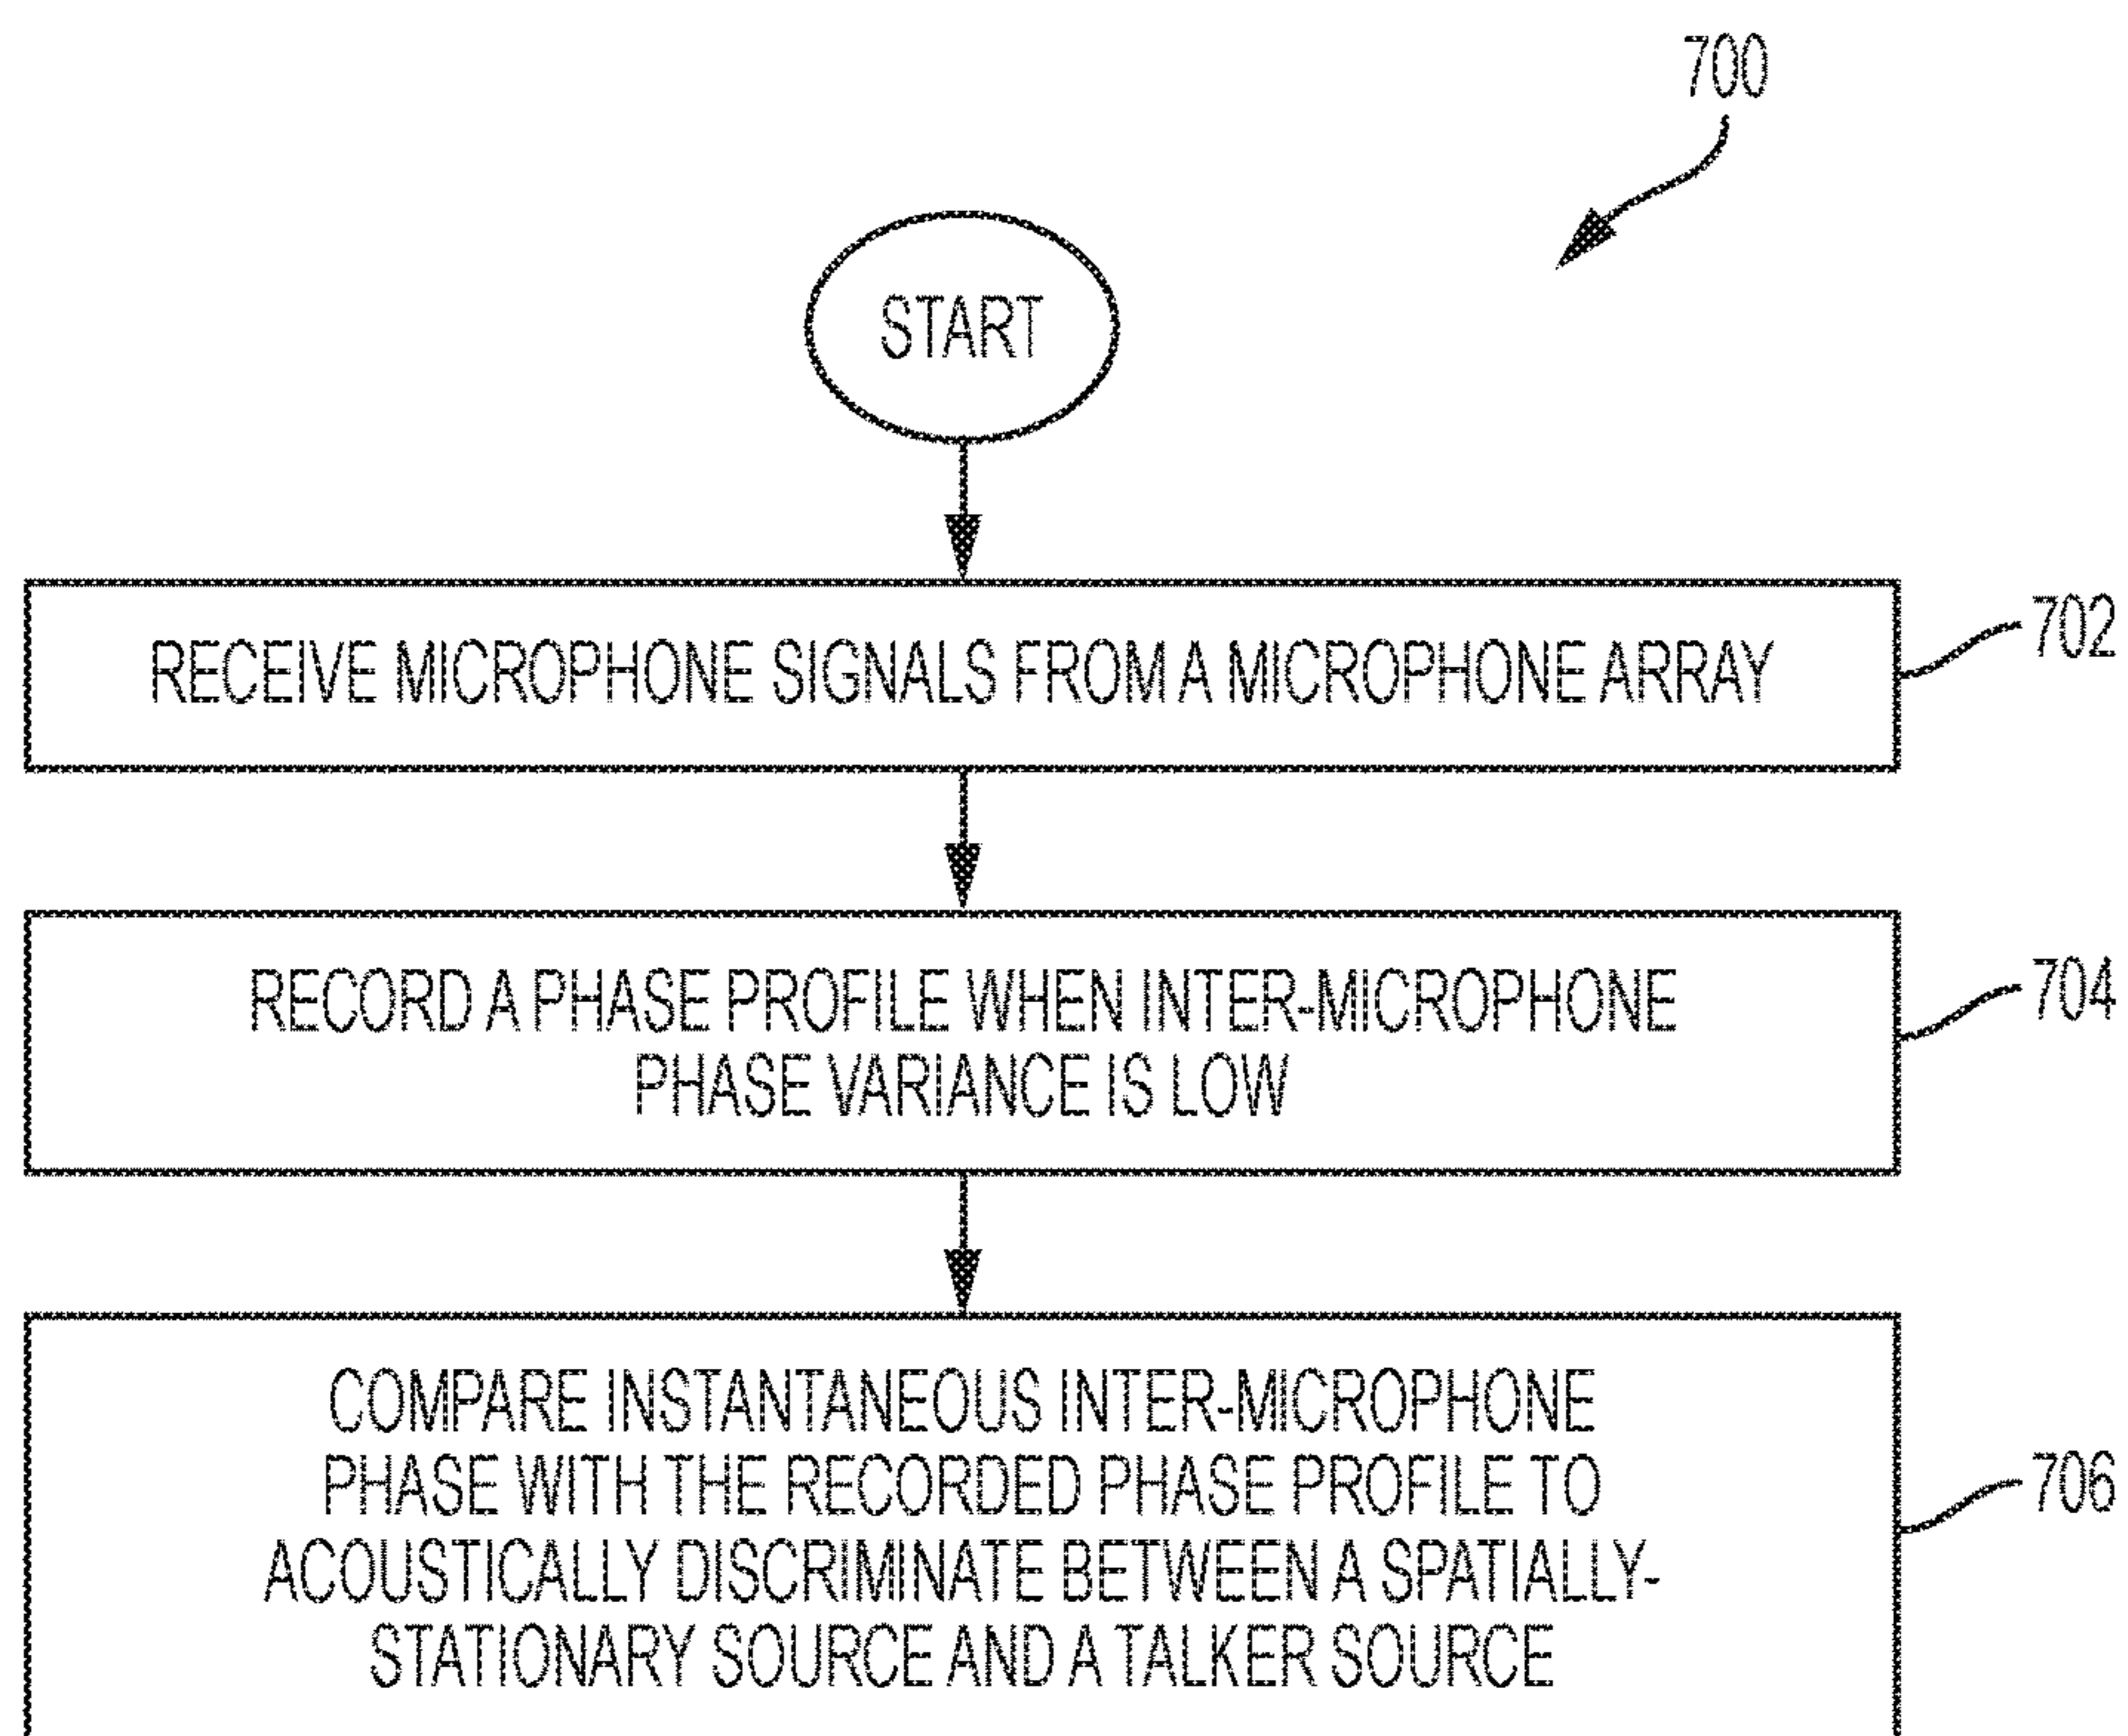 700
START
RECEIVE MICROPHONE SIGNALS FROM A MICROPHONE ARRAY
702
RECORD A PHASE PROFILE WHEN INTER-MICROPHONE
PHASE VARIANCE IS LOW
704
COMPARE INSTANTANEOUS INTER-MICROPHONE
PHASE WITH THE RECORDED PHASE PROFILE TO
ACOUSTICALLY DISCRIMINATE BETWEEN A SPATIALLY-
STATIONARY SOURCE AND A TALKER SOURCE
706